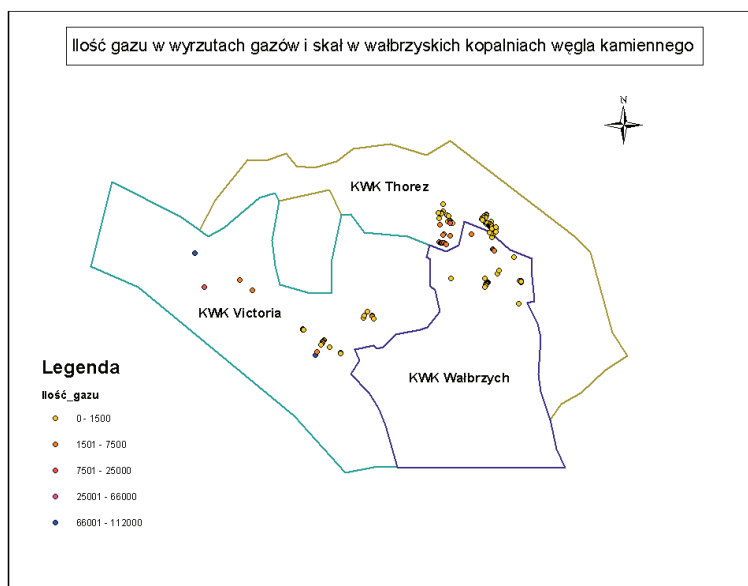 Ilość gazu w wyrzutach gazów i skał w wałbrzyskich kopalniach węgla kamiennego
N
KWK Thorez
KWK Victoria
KWK Wałbrzych
Legenda
Ilość_gazu
0 - 1500
1501 - 7500
7501 - 25000
25001 - 66000
66001 - 112000